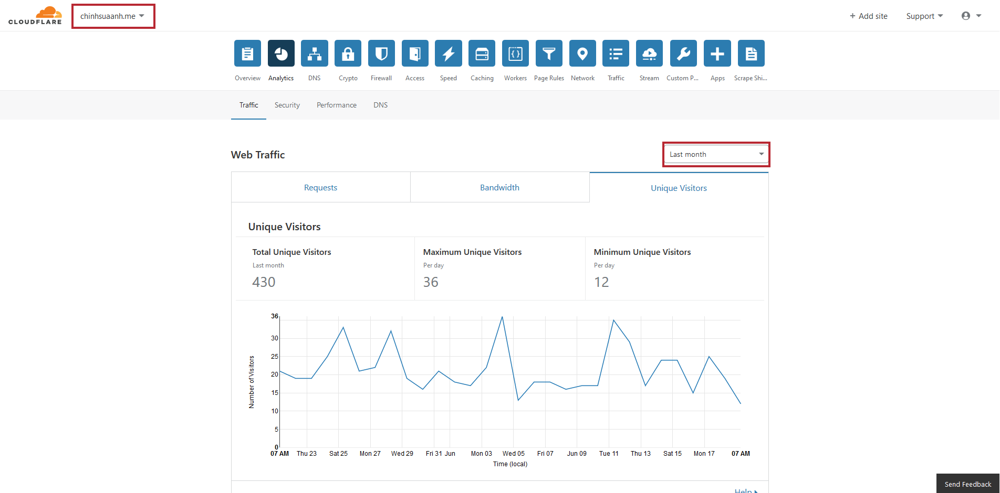 CLOUDFLARE
chinhsuaanh.me
+ Add site
Support
Overview
Analytics
DNS
Crypto
Firewall
Access
Speed
Caching
Workers
Page Rules
Network
Traffic
Stream
Custom P...
Apps
Scrape Shi...
Traffic
Security
Performance
DNS
Web Traffic
Last month
Requests
Bandwidth
Unique Visitors
Unique Visitors
Total Unique Visitors
Last month
430
Maximum Unique Visitors
Per day
36
Minimum Unique Visitors
Per day
12
36
30
25
20
15
10
5
0
Number of Visitors
07 AM
Thu 23
Sat 25
Mon 27
Wed 29
Fri 31
Jun
Mon 03
Wed 05
Fri 07
Jun 09
Tue 11
Thu 13
Sat 15
Mon 17
07 AM
Time (local)
Help
Send Feedback